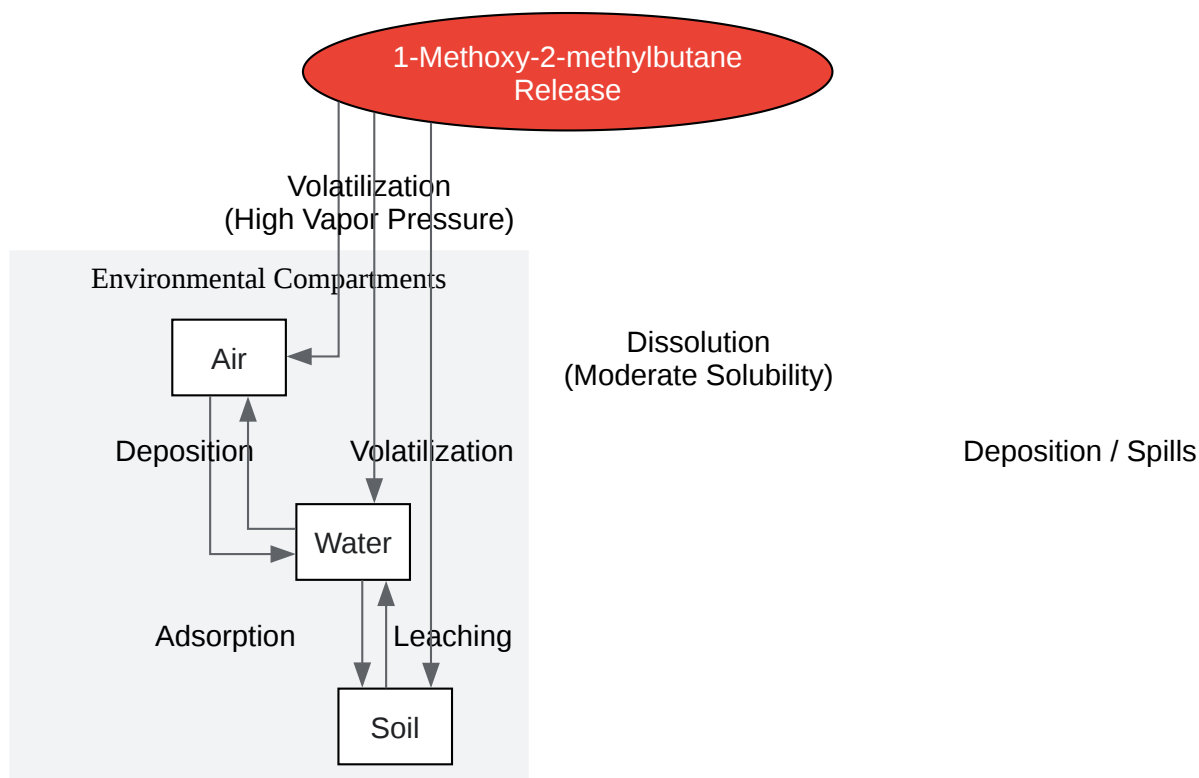 1-Methoxy-2-methylbutane
Release
Volatilization
(High Vapor Pressure)
Environmental Compartments
Dissolution
(Moderate Solubility)
Air
Deposition
Volatilization
Deposition / Spills
Water
Adsorption
Leaching
Soil